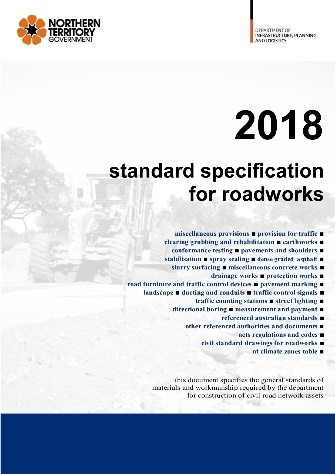 NORTHERN
TERRITORY
GOVERNMENT
DEPARTMENT OF
INFRASTRUCTURE, PLANNING
AND LOGISTICS
2018
standard specification
for roadworks
miscellaneous provisions ■ provision for traffic ■
clearing grubbing and rehabilitation ■ earthworks ■
conformance testing ■ pavements and shoulders ■
stabilisation ■ spray sealing ■ dense graded asphalt ■
slurry surfacing ■ miscellaneous concrete works ■
drainage works ■ protection works ■
road furniture and traffic control devices ■ pavement marking ■
landscape ■ ducting and conduits ■ traffic control signals ■
traffic counting stations ■ street lighting ■
directional boring ■ measurement and payment ■
referenced australian standards ■
other referenced authorities and documents ■
acts regulations and codes ■
civil standard drawings for roadworks ■
nt climate zones table ■
this document specifies the general standards of
materials and workmanship required by the department
for construction of civil road network assets